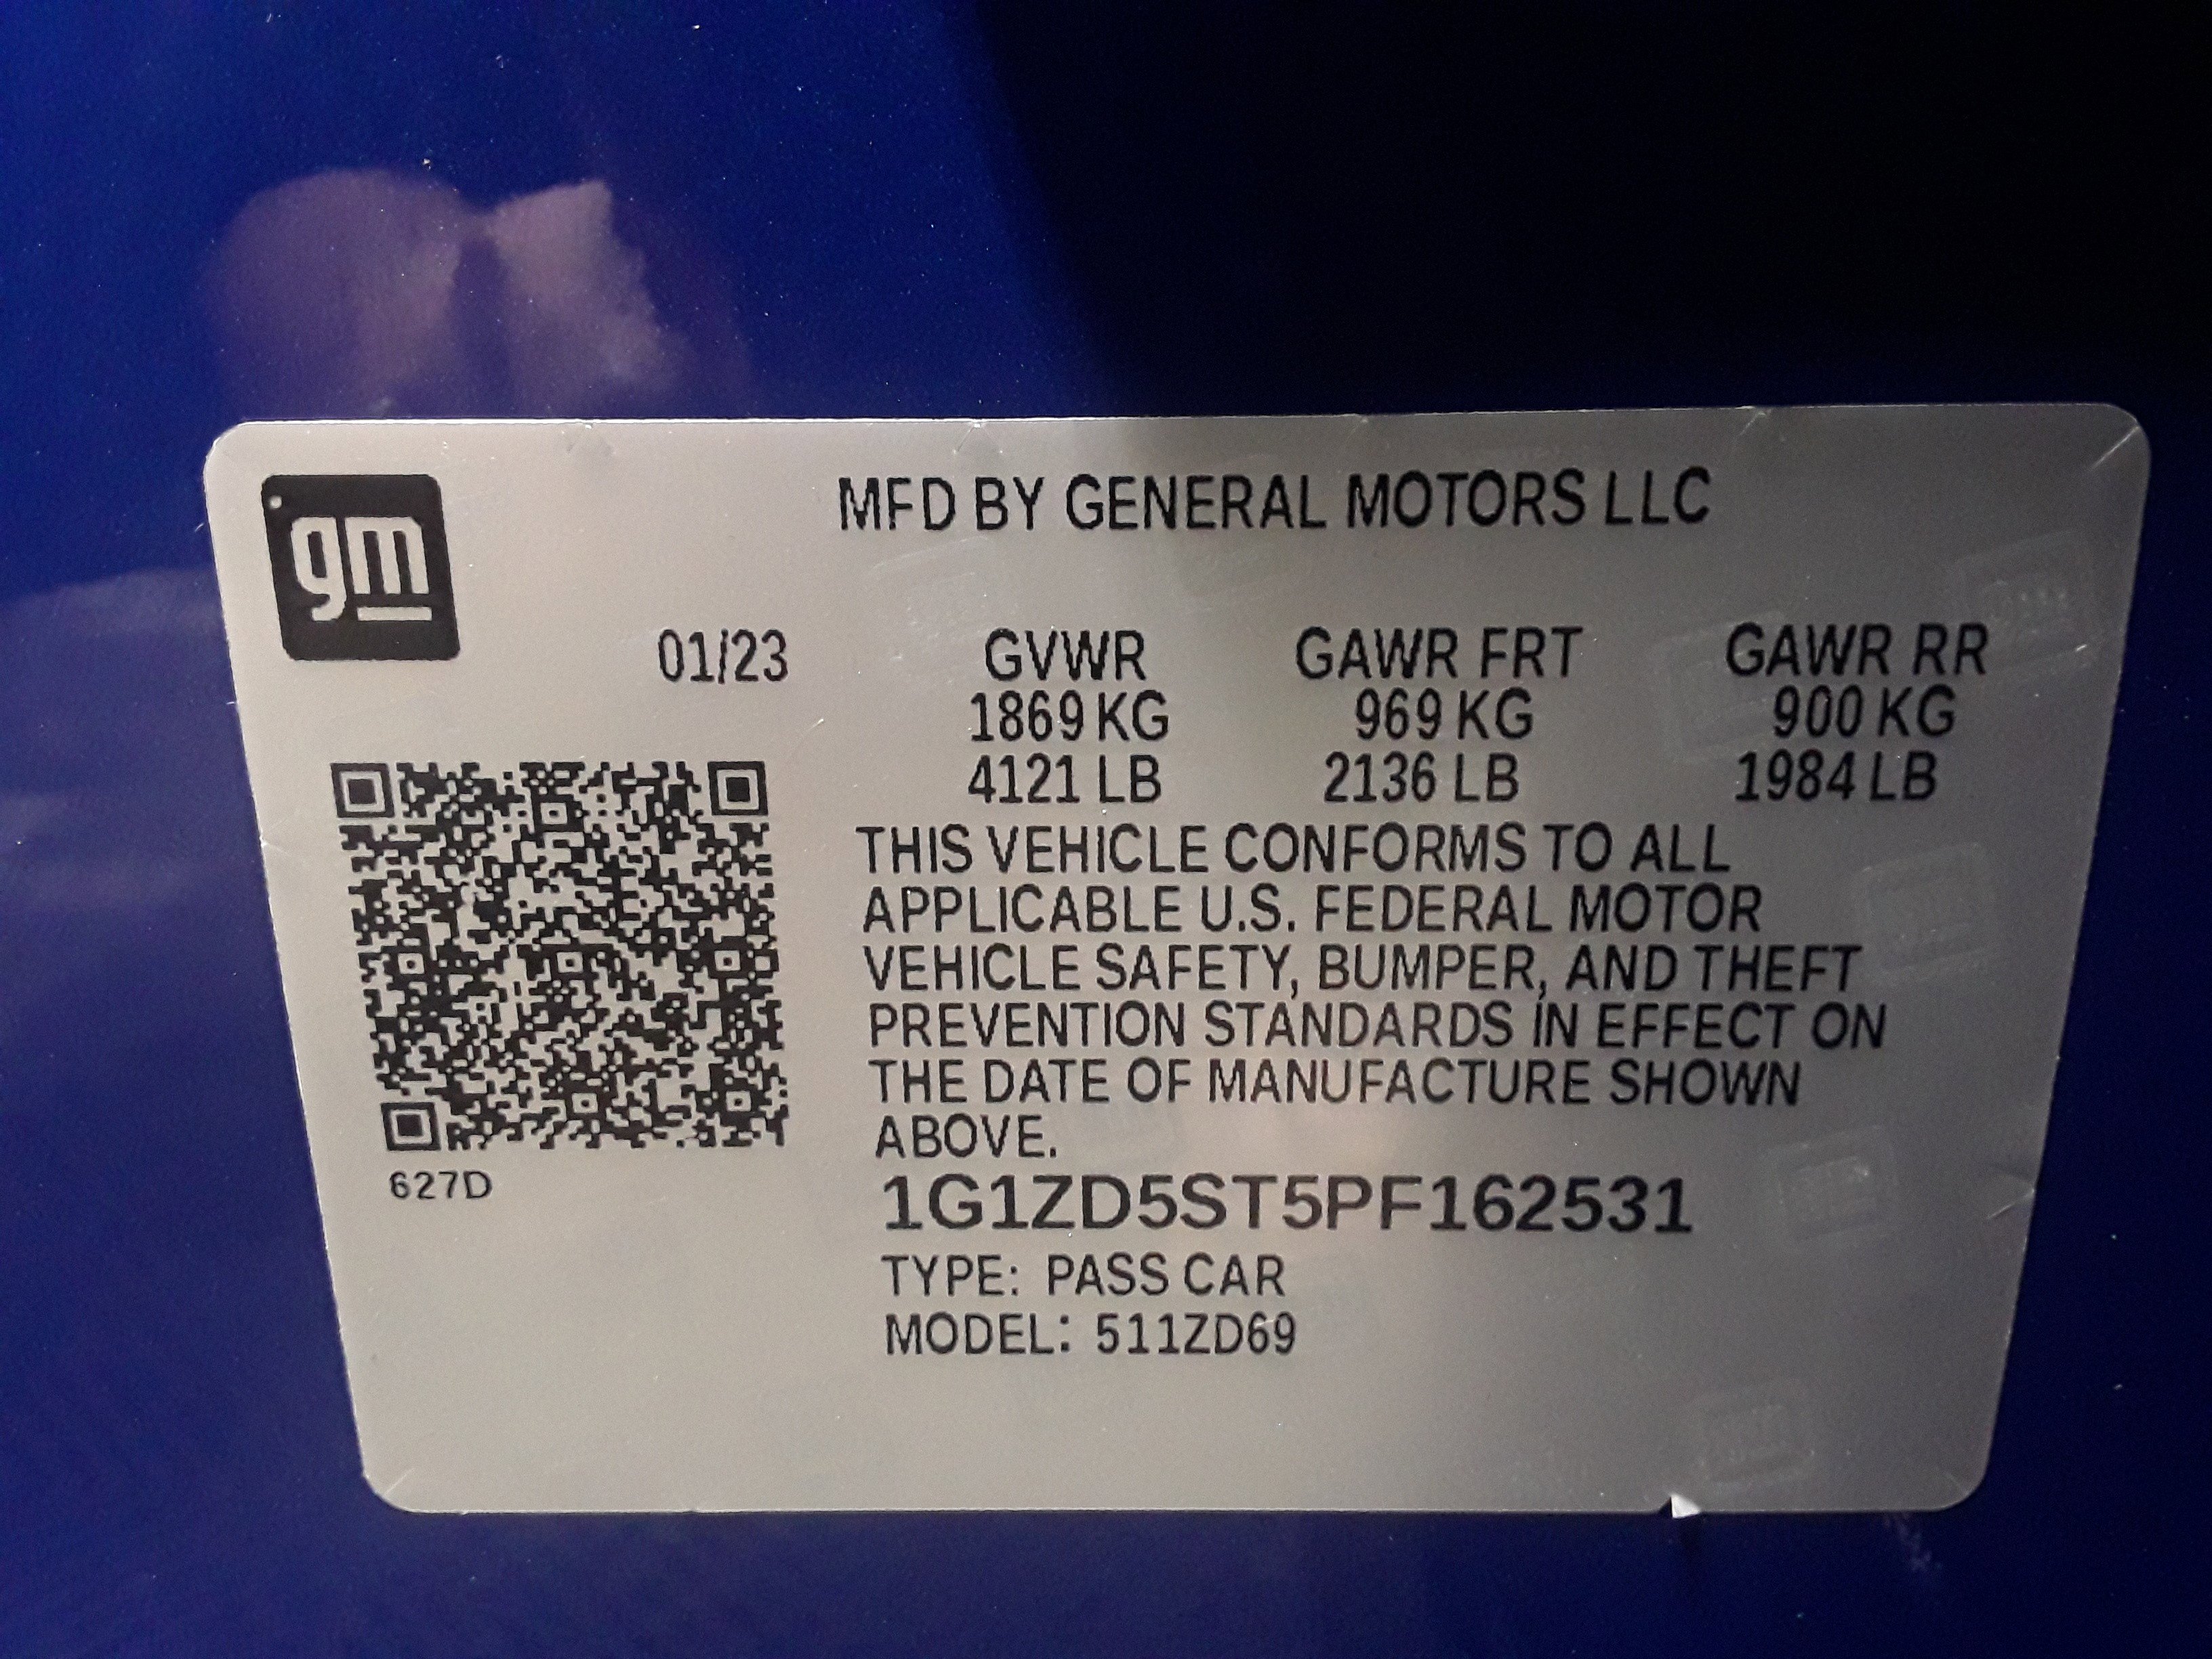 gm
MFD BY GENERAL MOTORS LLC
01/23 GVWR GAWR FRT GAWR RR
1869 KG 969 KG 900 KG
4121 LB 2136 LB 1984 LB
THIS VEHICLE CONFORMS TO ALL
APPLICABLE U.S. FEDERAL MOTOR
VEHICLE SAFETY, BUMPER, AND THEFT
PREVENTION STANDARDS IN EFFECT ON
THE DATE OF MANUFACTURE SHOWN
ABOVE.
627D
1G1ZD5ST5PF162531
TYPE: PASS CAR
MODEL: 511ZD69